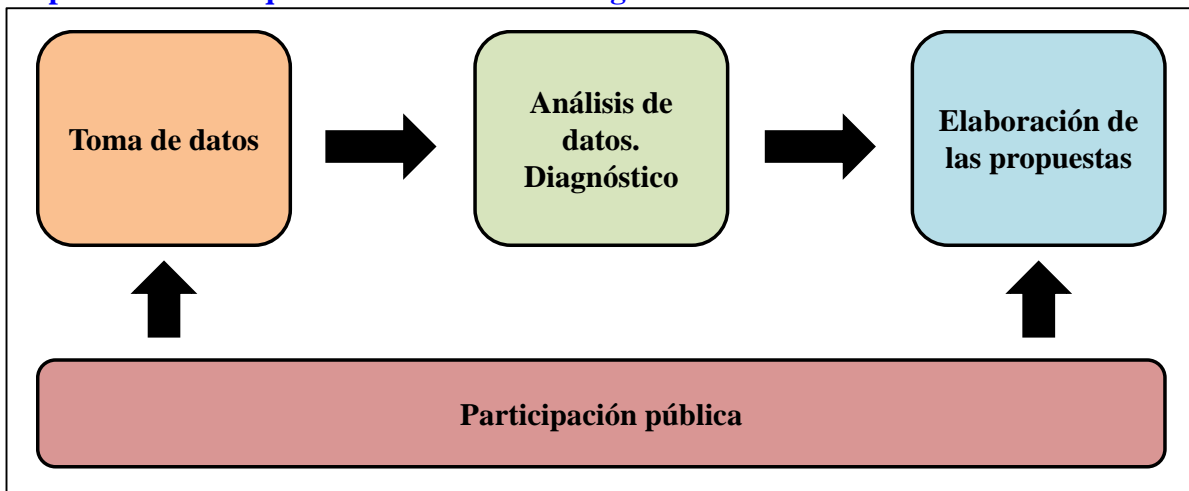 Toma de datos
Análisis de
datos.
Diagnóstico
Elaboración de
las propuestas
Participación pública